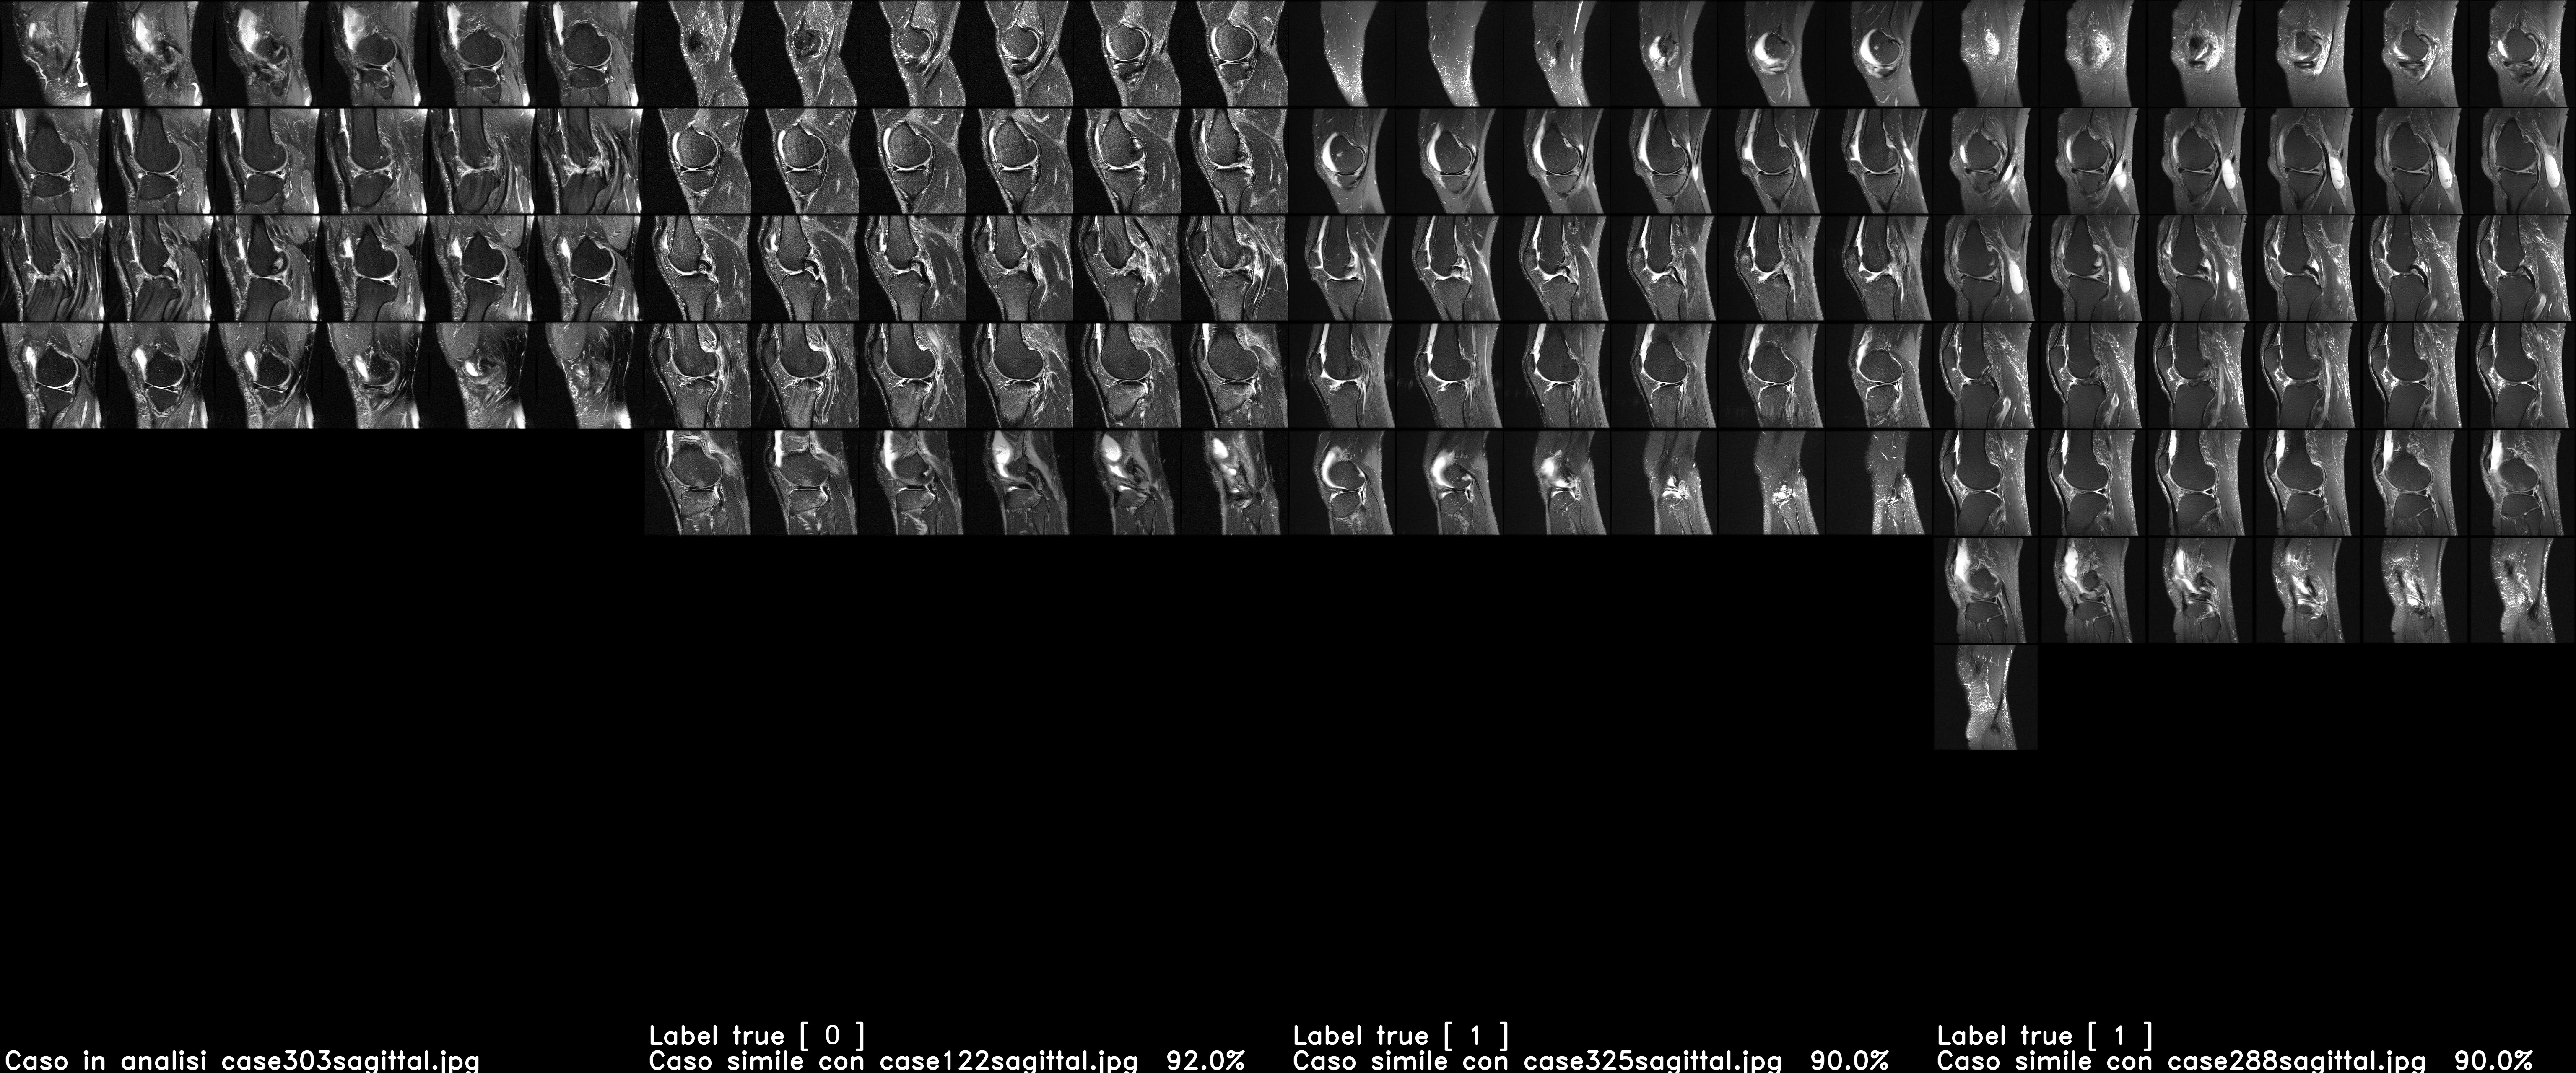 Label true [ 0 ]
Label true [ 1 ]
Label true [ 1 ]
Caso in analisi case303sagittal.jpg
Caso simile con case122sagittal.jpg 92.0%
Caso simile con case325sagittal.jpg 90.0%
Caso simile con case288sagittal.jpg 90.0%